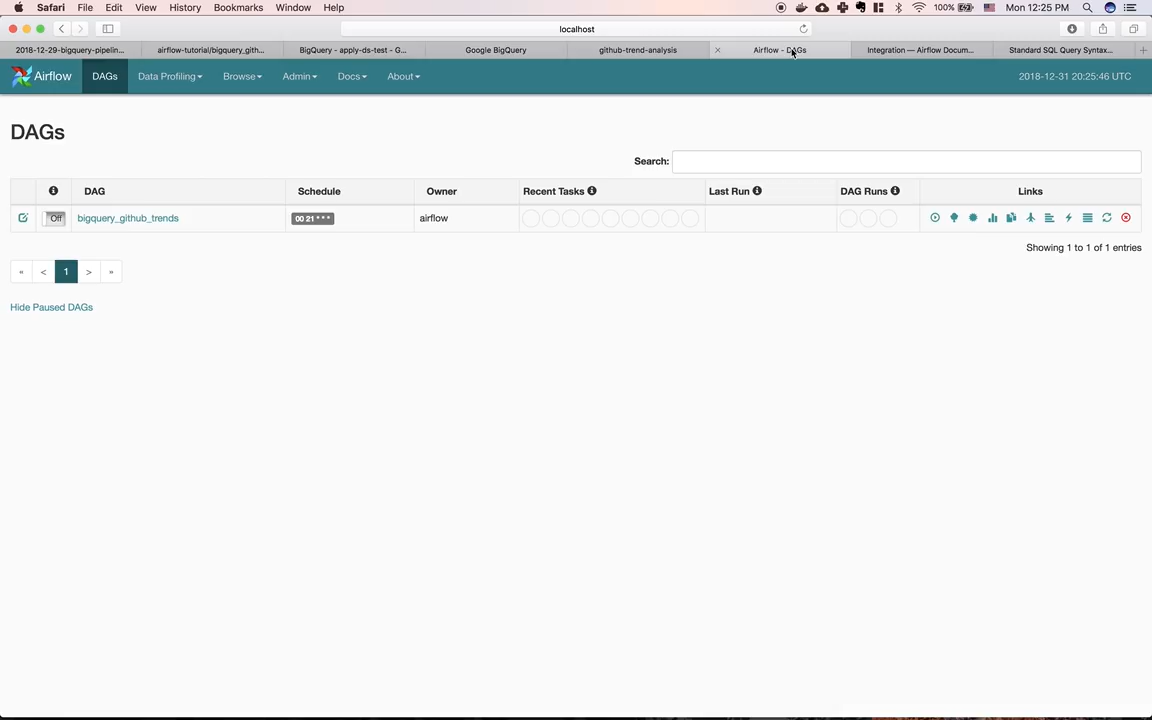 Safari File Edit View History Bookmarks Window Help 100% Mon 12:25 PM
localhost
2018-12-29-bigquery-pipelin... airflow-tutorial/bigquery_gith... BigQuery - apply-ds-test - G... Google BigQuery github-trend-analysis Airflow - DAGs Integration — Airflow Docum... Standard SQL Query Syntax...
Airflow DAGs Data Profiling Browse Admin Docs About 2018-12-31 20:25:46 UTC
DAGs
Search:
DAG Schedule Owner Recent Tasks Last Run DAG Runs Links
Off bigquery_github_trends 00 21 * * * airflow
Showing 1 to 1 of 1 entries
« < 1 > »
Hide Paused DAGs